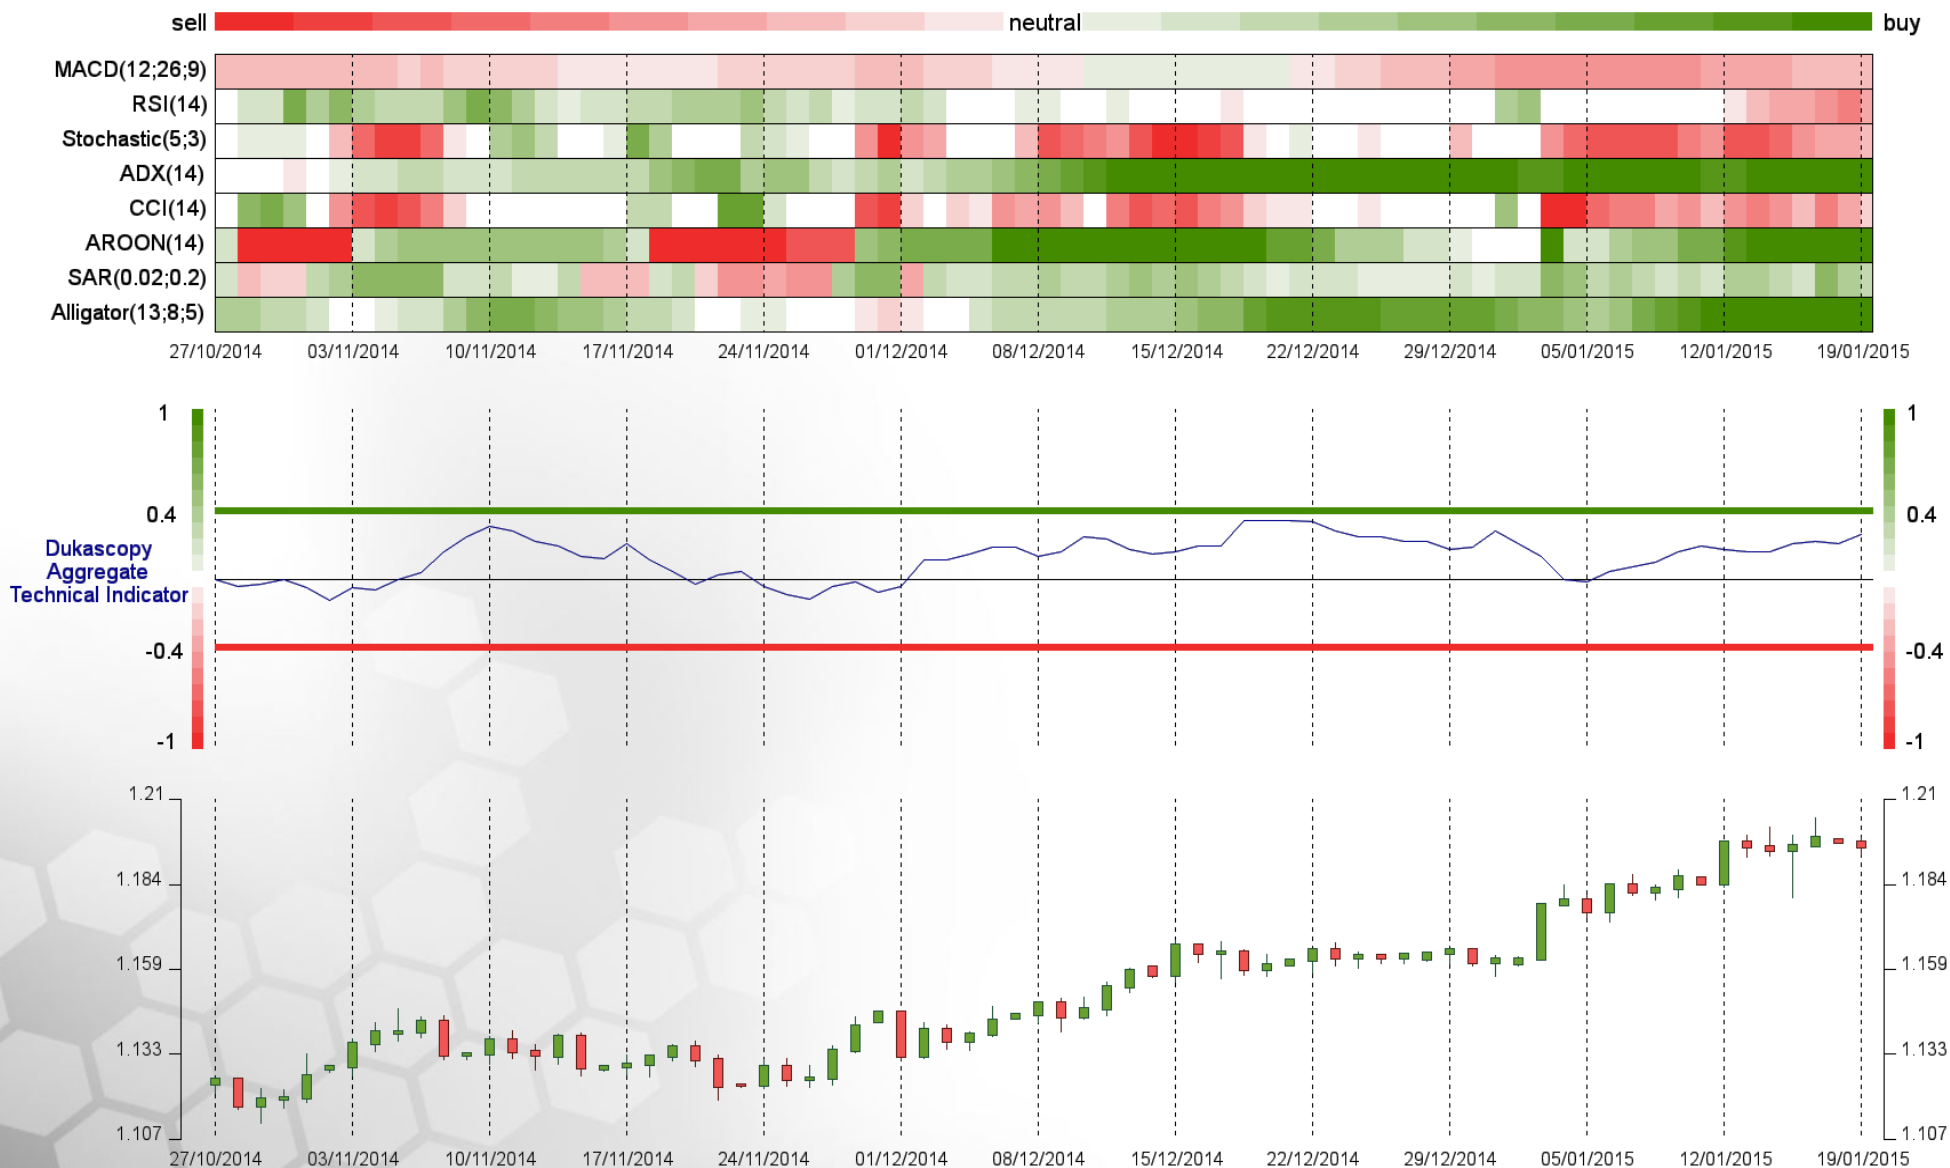 sell neutral buy
MACD(12;26;9)
RSI(14)
Stochastic(5;3)
ADX(14)
CCI(14)
AROON(14)
SAR(0.02;0.2)
Alligator(13;8;5)
27/10/2014 03/11/2014 10/11/2014 17/11/2014 24/11/2014 01/12/2014 08/12/2014 15/12/2014 22/12/2014 29/12/2014 05/01/2015 12/01/2015 19/01/2015
1 1
0.4 0.4
Dukascopy
Aggregate
Technical Indicator
-0.4 -0.4
-1 -1
1.21 1.21
1.184 1.184
1.159 1.159
1.133 1.133
1.107 1.107
27/10/2014 03/11/2014 10/11/2014 17/11/2014 24/11/2014 01/12/2014 08/12/2014 15/12/2014 22/12/2014 29/12/2014 05/01/2015 12/01/2015 19/01/2015